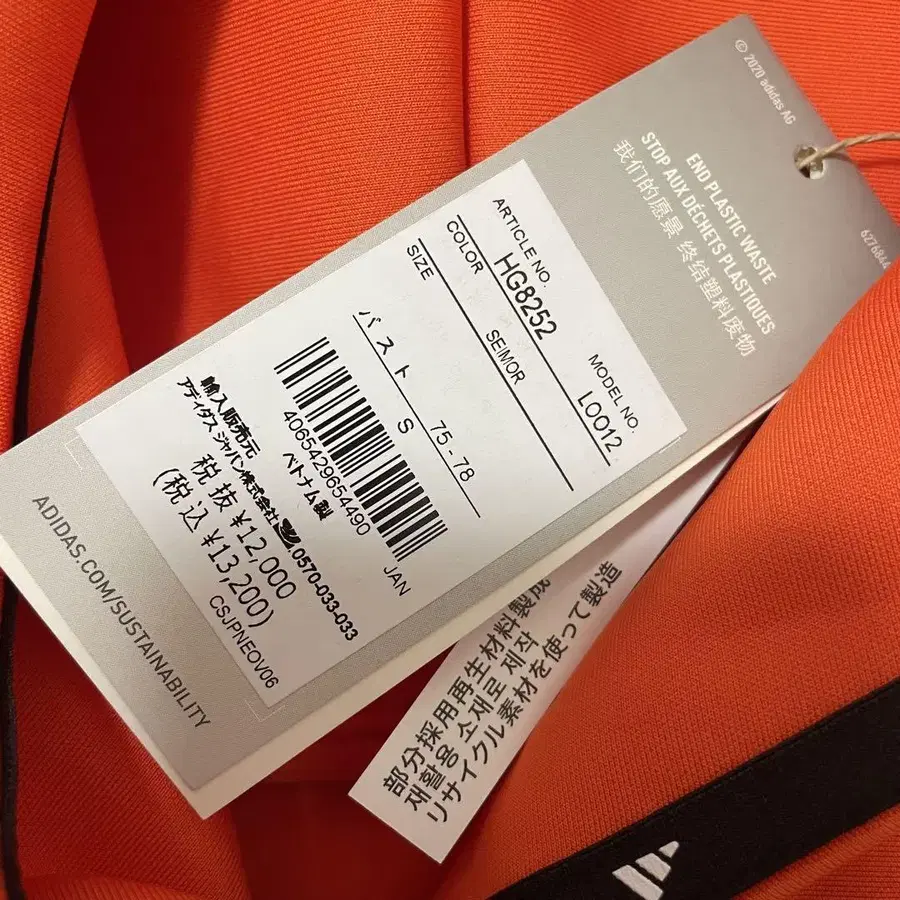 © 2020 adidas AG
END PLASTIC WASTE
STOP AUX DÉCHETS PLASTIQUES
我们的愿景 终结塑料废物
ARTICLE NO.
HG8252
MODEL NO.
LOO12
COLOR
SEIMOR
SIZE
バスト 75-78
S
4065429654490
JAN
ベトナム製
輸入販売元
アディダス ジャパン株式会社 0570-033-033
税抜 ¥12,000
(税込 ¥13,200)
CSJPNEOV06
ADIDAS.COM/SUSTAINABILITY
部分採用再生材料製成
재활용 소재로 제작
リサイクル素材を使って製造